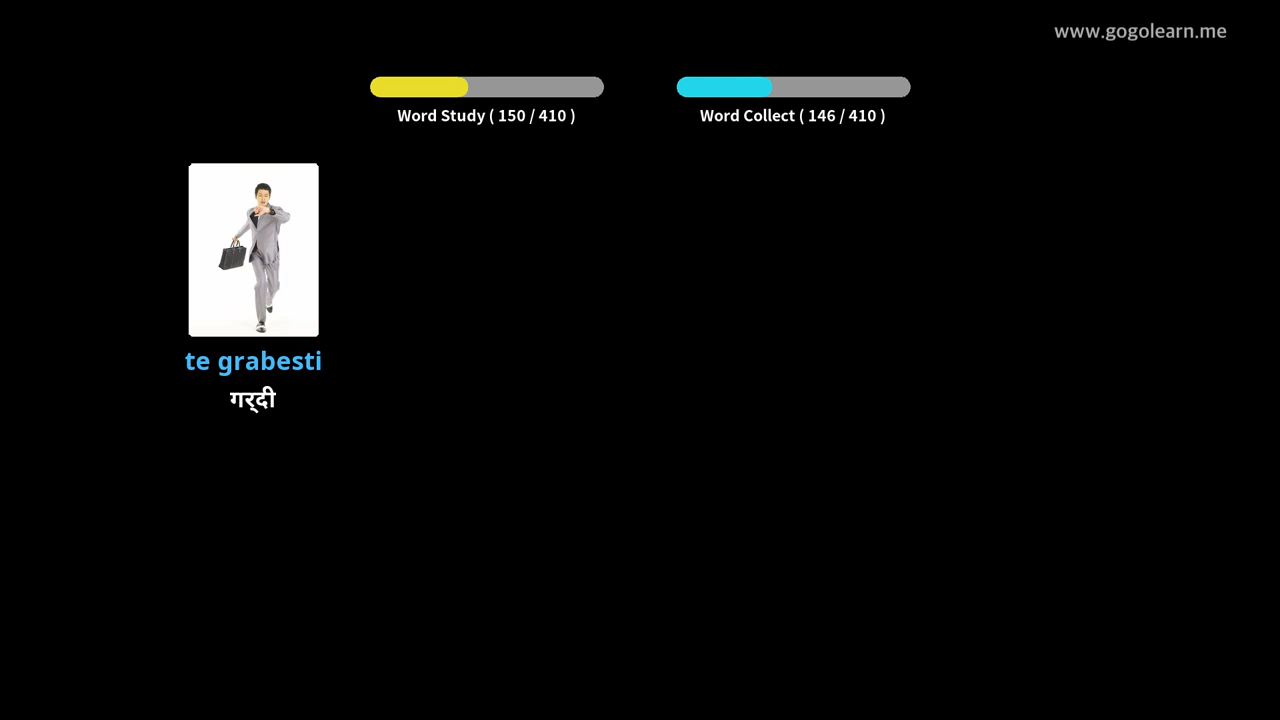 www.gogolearn.me
Word Study ( 150 / 410 )
Word Collect ( 146 / 410 )
te grabesti
गर्‍दी